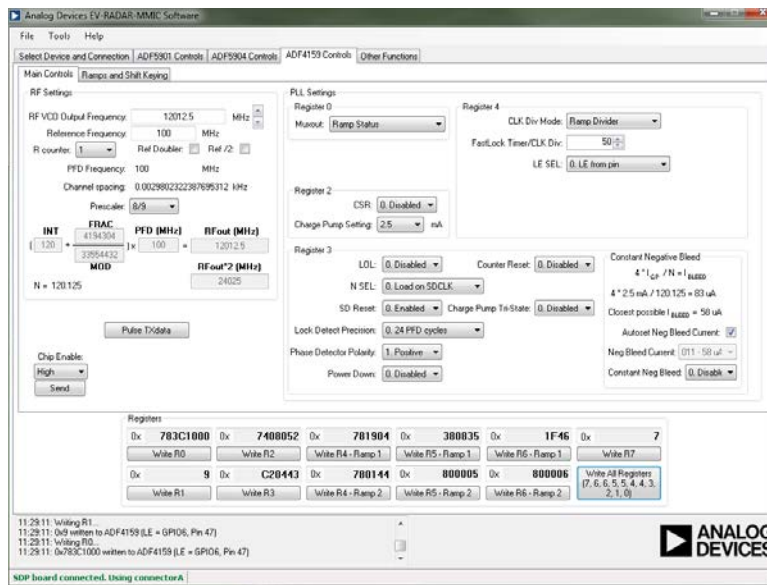 Analog Devices EV-RADAR-MMIC Software
File Tools Help
Select Device and Connection ADF5901 Controls ADF5904 Controls ADF4159 Controls Other Functions
Main Controls Ramps and Shift Keying
RF Settings
RF VCO Output Frequency: 12012.5 MHz
Reference Frequency: 100 MHz
R counter: 1 Ref Doubler: Ref /2:
PFD Frequency: 100 MHz
Channel spacing: 0.0029802322387695312 kHz
Prescaler: 8/9
INT FRAC PFD (MHz) RFout (MHz)
( 120 + 4194304 ) x 100 = 12012.5
33554432
MOD RFout*2 (MHz)
N = 120.125 24025
Pulse TXdata
Chip Enable:
High
Send
PLL Settings
Register 0
Muxout: Ramp Status
Register 4
CLK Div Mode: Ramp Divider
FastLock Timer/CLK Div: 50
LE SEL: 0. LE from pin
Register 2
CSR: 0. Disabled
Charge Pump Setting: 2.5 mA
Register 3
LOL: 0. Disabled Counter Reset: 0. Disabled
N SEL: 0. Load on SDCLK
SD Reset: 0. Enabled Charge Pump Tri-State: 0. Disabled
Lock Detect Precision: 0. 24 PFD cycles
Phase Detector Polarity: 1. Positive
Power Down: 0. Disabled
Constant Negative Bleed
4 * I CP / N = I BLEED
4 * 2.5 mA / 120.125 = 83 uA
Closest possible I BLEED = 58 uA
Autoset Neg Bleed Current:
Neg Bleed Current: 011 - 58 uA
Constant Neg Bleed: 0. Disabl
Registers
0x 783C1000 0x 7408052 0x 781904 0x 380035 0x 1F46 0x 7
Write R0 Write R2 Write R4 - Ramp 1 Write R5 - Ramp 1 Write R6 - Ramp 1 Write R7
0x 9 0x C20443 0x 780144 0x 800005 0x 800006 Write All Registers
(7, 6, 6, 5, 5, 4, 4, 3, 2, 1, 0)
Write R1 Write R3 Write R4 - Ramp 2 Write R5 - Ramp 2 Write R6 - Ramp 2
11:29:11: Writing R1...
11:29:11: 0x9 written to ADF4159 (LE = GPIO6, Pin 47)
11:29:11: Writing R0...
11:29:11: 0x783C1000 written to ADF4159 (LE = GPIO6, Pin 47)
ANALOG
DEVICES
SDP board connected. Using connectorA